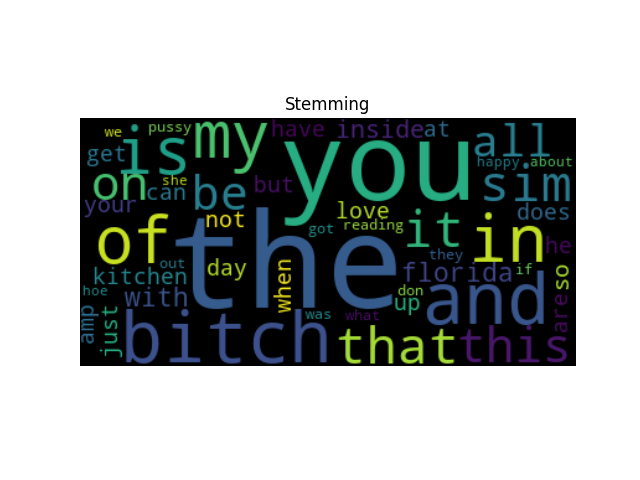 Stemming
we pussy my have inside at all
get is you happy about
on can she be but sim
your not love does
of the got reading it in he
kitchen out day when they florida if so
hoe with don up and are
amp just bitch was what that this